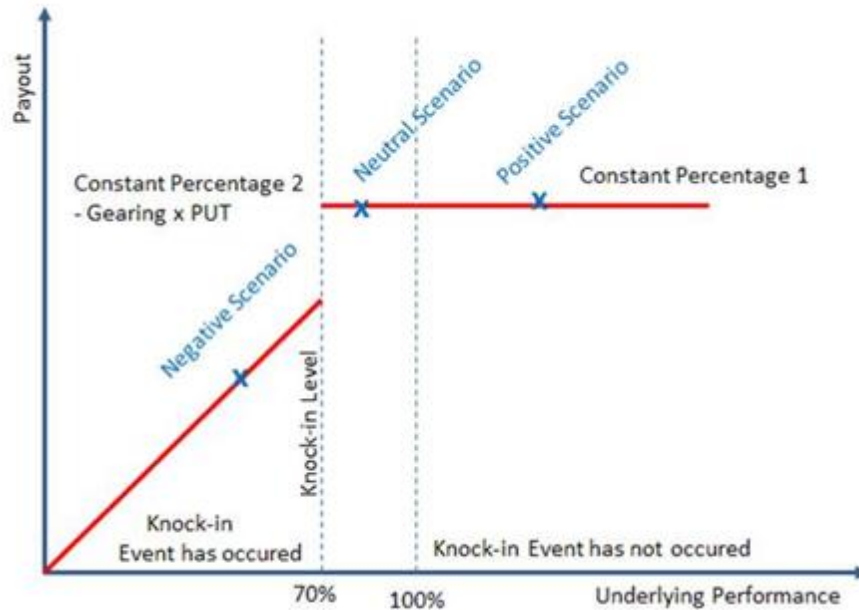 Payout
Neutral Scenario
Positive Scenario
Constant Percentage 2
- Gearing x PUT
Constant Percentage 1
Negative Scenario
X
X
X
Knock-in Level
Knock-in
Event has occured
Knock-in Event has not occured
70%
100%
Underlying Performance